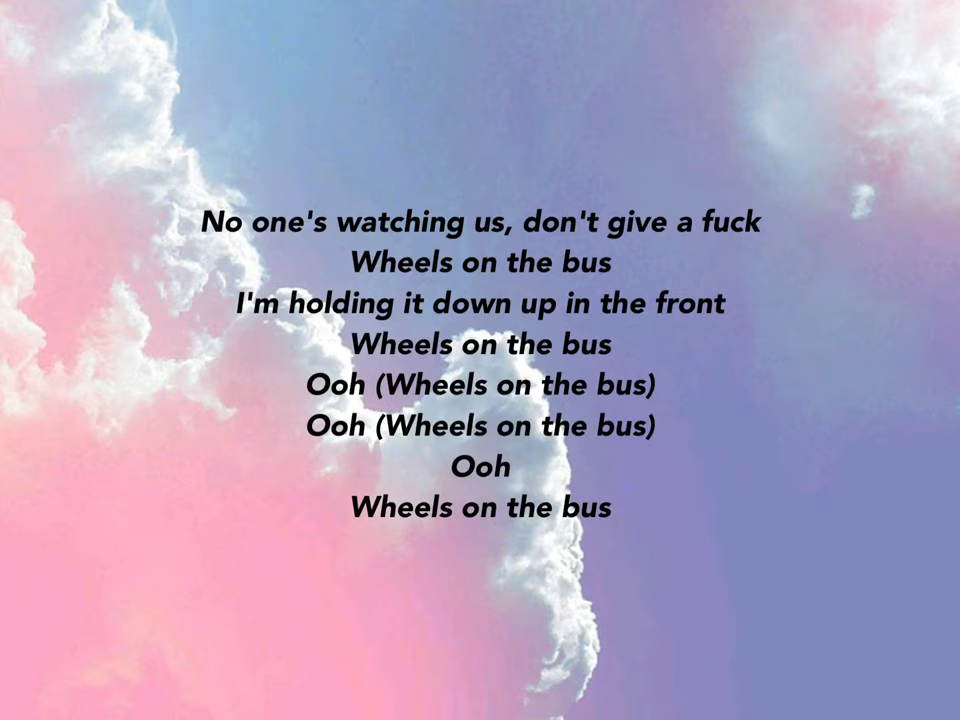 No one's watching us, don't give a fuck
Wheels on the bus
I'm holding it down up in the front
Wheels on the bus
Ooh (Wheels on the bus)
Ooh (Wheels on the bus)
Ooh
Wheels on the bus